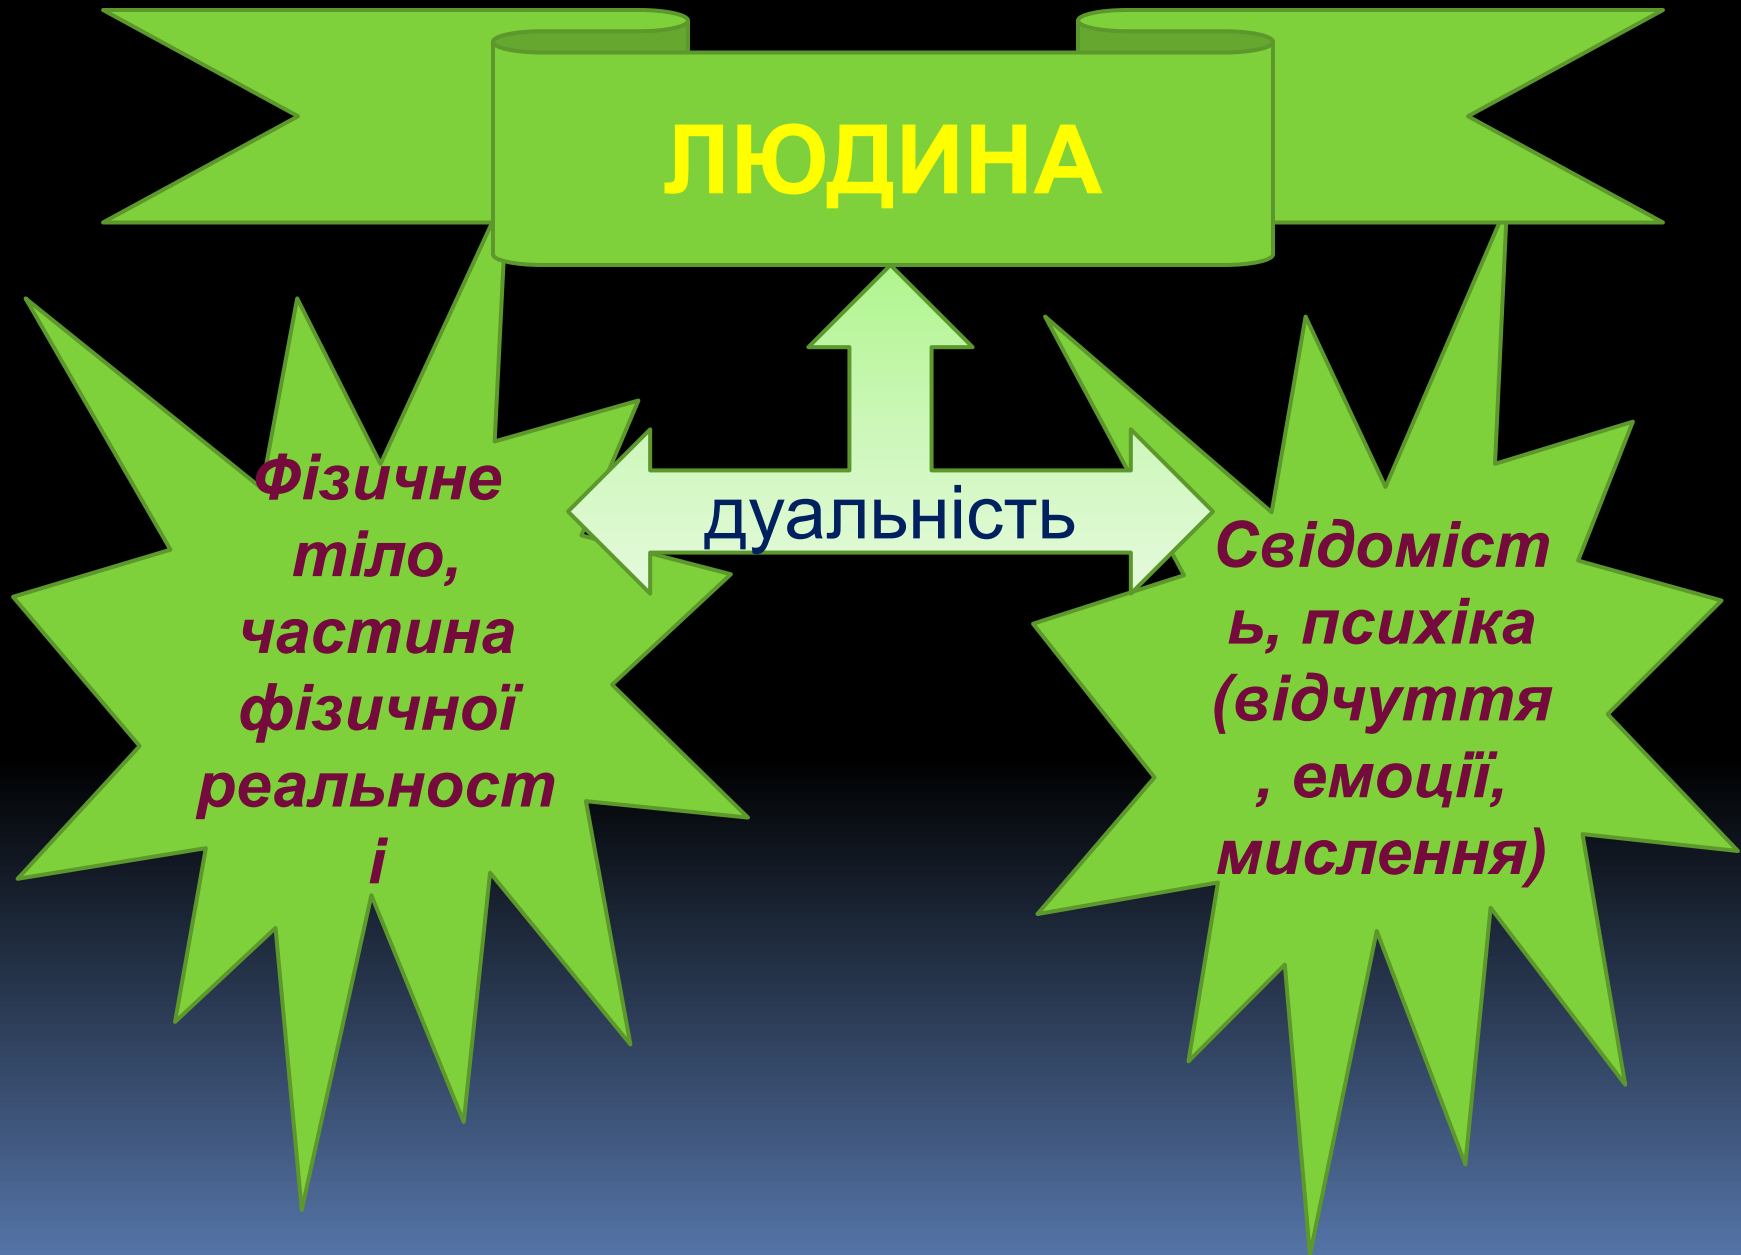 ЛЮДИНА
дуальність
Фізичне
тіло,
частина
фізичної
реальност
і
Свідоміст
ь, психіка
(відчуття
, емоції,
мислення)